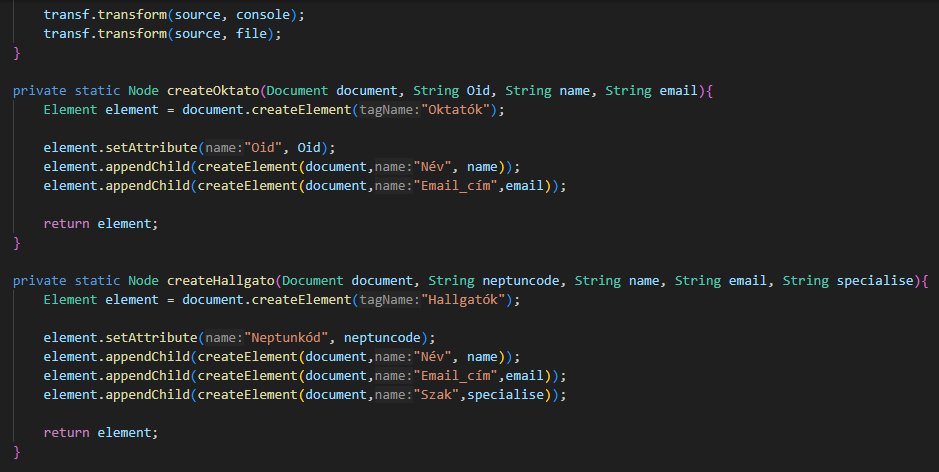 transf.transform(source, console);
transf.transform(source, file);
}
private static Node createOktato(Document document, String Oid, String name, String email){
Element element = document.createElement(tagName:"Oktatók");
element.setAttribute(name:"Oid", Oid);
element.appendChild(createElement(document,name:"Név", name));
element.appendChild(createElement(document,name:"Email_cím",email));
return element;
}
private static Node createHallgato(Document document, String neptuncode, String name, String email, String specialise){
Element element = document.createElement(tagName:"Hallgatók");
element.setAttribute(name:"Neptunkód", neptuncode);
element.appendChild(createElement(document,name:"Név", name));
element.appendChild(createElement(document,name:"Email_cím",email));
element.appendChild(createElement(document,name:"Szak",specialise));
return element;
}